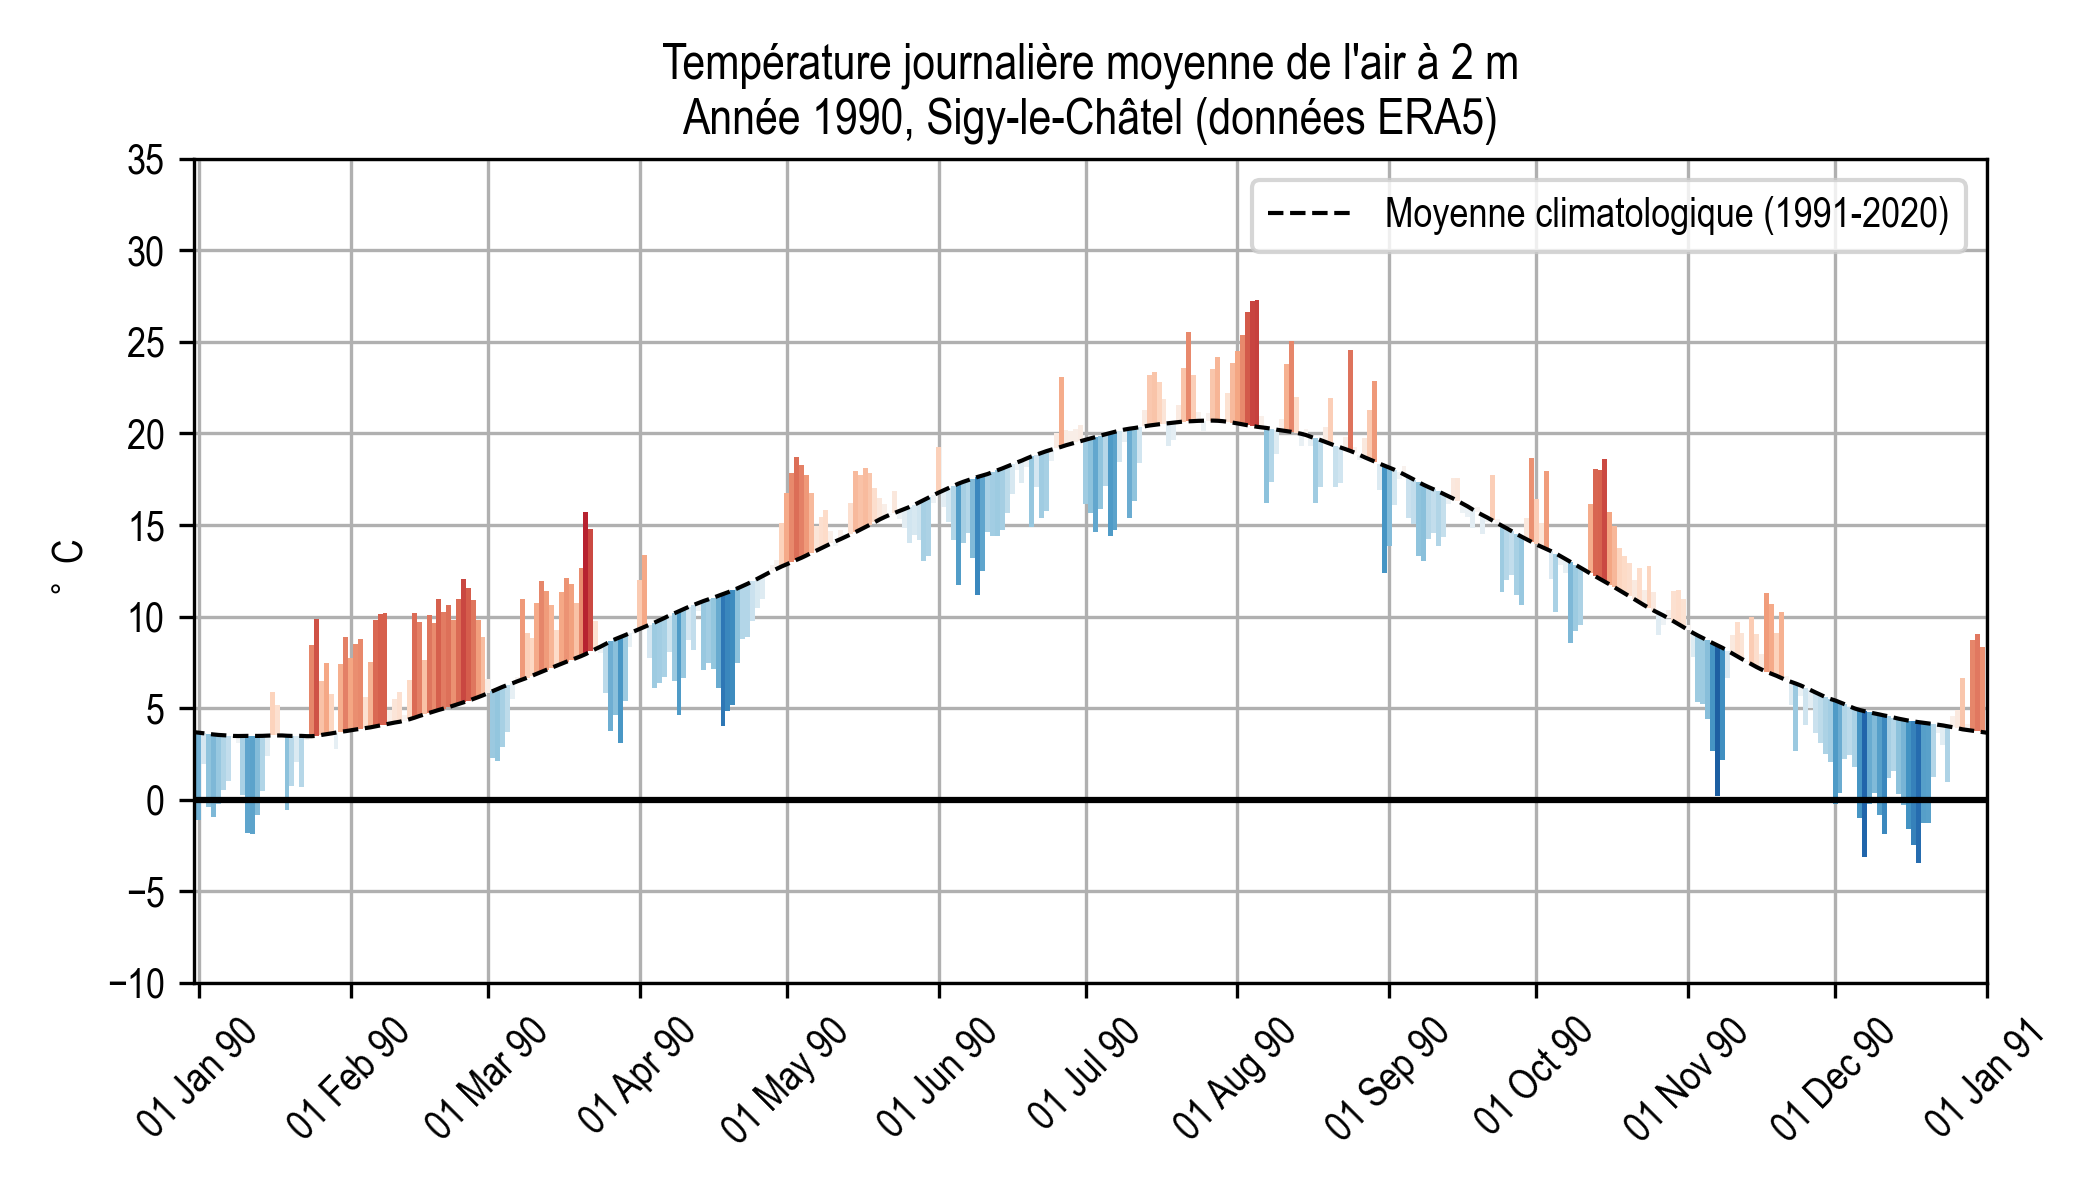 Température journalière moyenne de l'air à 2 m
Année 1990, Sigy-le-Châtel (données ERA5)
35
30
25
20
15
10
5
0
−5
−10
° C
Moyenne climatologique (1991-2020)
01 Jan 90
01 Feb 90
01 Mar 90
01 Apr 90
01 May 90
01 Jun 90
01 Jul 90
01 Aug 90
01 Sep 90
01 Oct 90
01 Nov 90
01 Dec 90
01 Jan 91